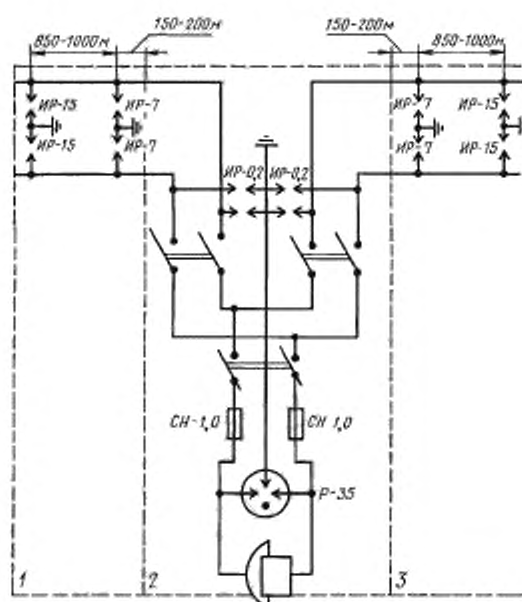 850-1000м
150-200м
150-200м
850-1000м
ИР-15
ИР-7
ИР-7
ИР-15
ИР-15
ИР-7
ИР-7
ИР-15
ИР-0,2
ИР-0,2
СН-1,0
СН 1,0
Р-35
1
2
3